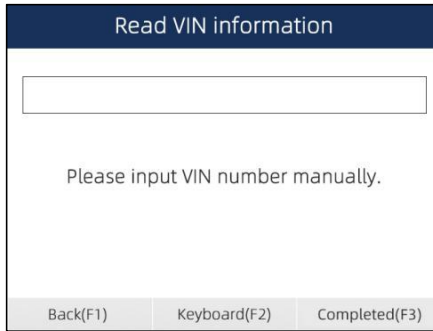 Read VIN information
Please input VIN number manually.
Back(F1) Keyboard(F2) Completed(F3)